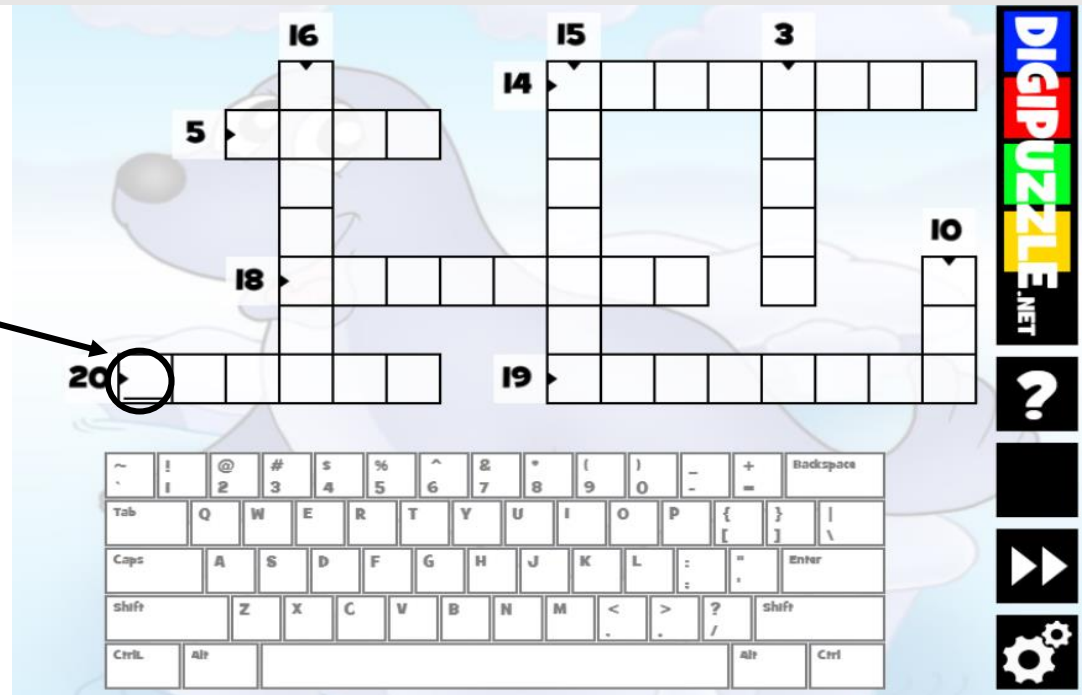 16 15 3
14
5
10
18
20 19
~ ! @ # $ % ^ & * ( ) _ + Backspace
` 1 2 3 4 5 6 7 8 9 0 - =
Tab Q W E R T Y U I O P { } |
[ ] \
Caps A S D F G H J K L : " Enter
; '
Shift Z X C V B N M < > ? Shift
, . /
CtrlL Alt Alt Ctrl
DIGIPUZZLE.NET
?